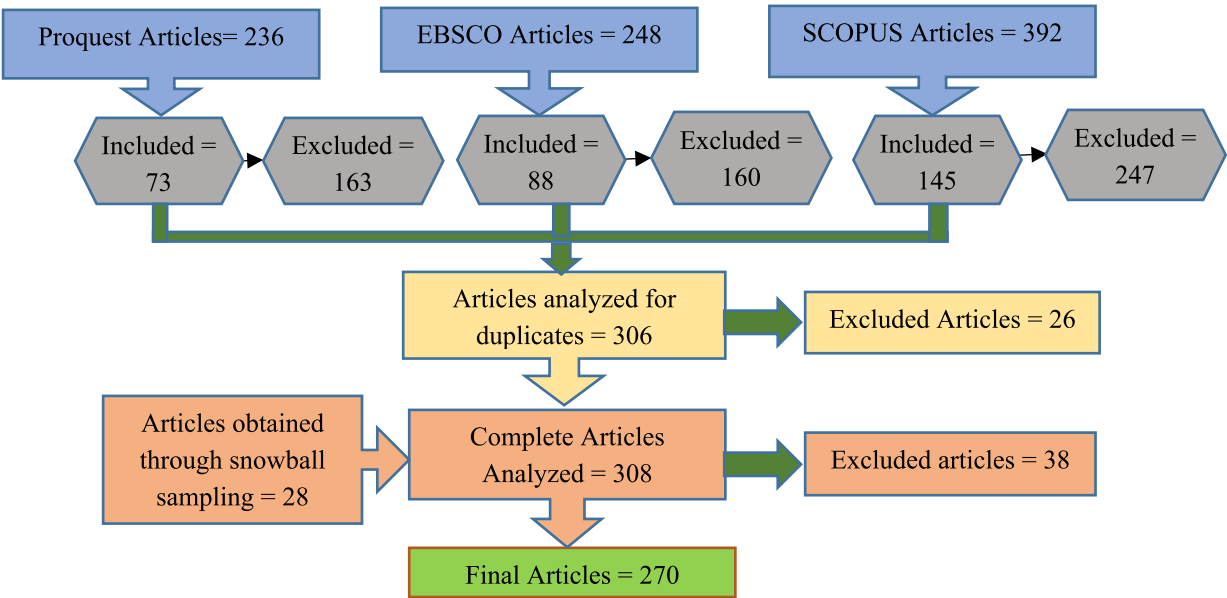 Proquest Articles= 236
EBSCO Articles = 248
SCOPUS Articles = 392
Included =
73
Excluded =
163
Included =
88
Excluded =
160
Included =
145
Excluded =
247
Articles analyzed for
duplicates = 306
Excluded Articles = 26
Articles obtained
through snowball
sampling = 28
Complete Articles
Analyzed = 308
Excluded articles = 38
Final Articles = 270